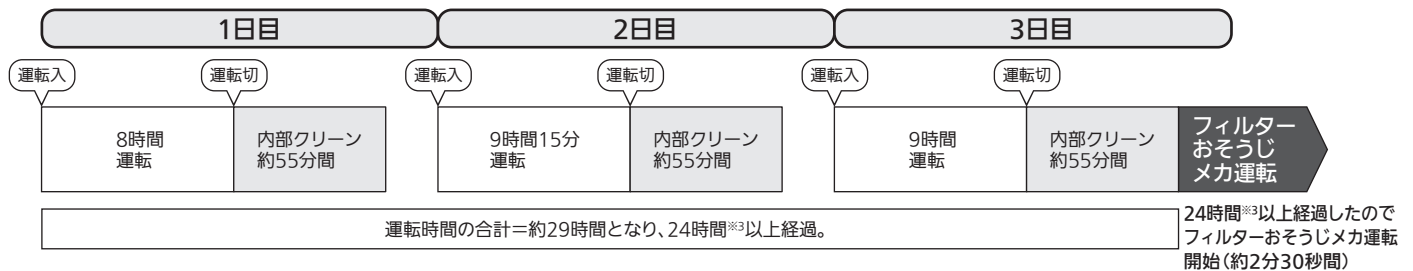 1日目
2日目
3日目
運転入
運転切
運転入
運転切
運転入
運転切
8時間
運転
内部クリーン
約55分間
9時間15分
運転
内部クリーン
約55分間
9時間
運転
内部クリーン
約55分間
フィルター
おそうじ
メカ運転
運転時間の合計=約29時間となり、24時間※3以上経過。
24時間※3以上経過したので
フィルターおそうじメカ運転
開始(約2分30秒間)